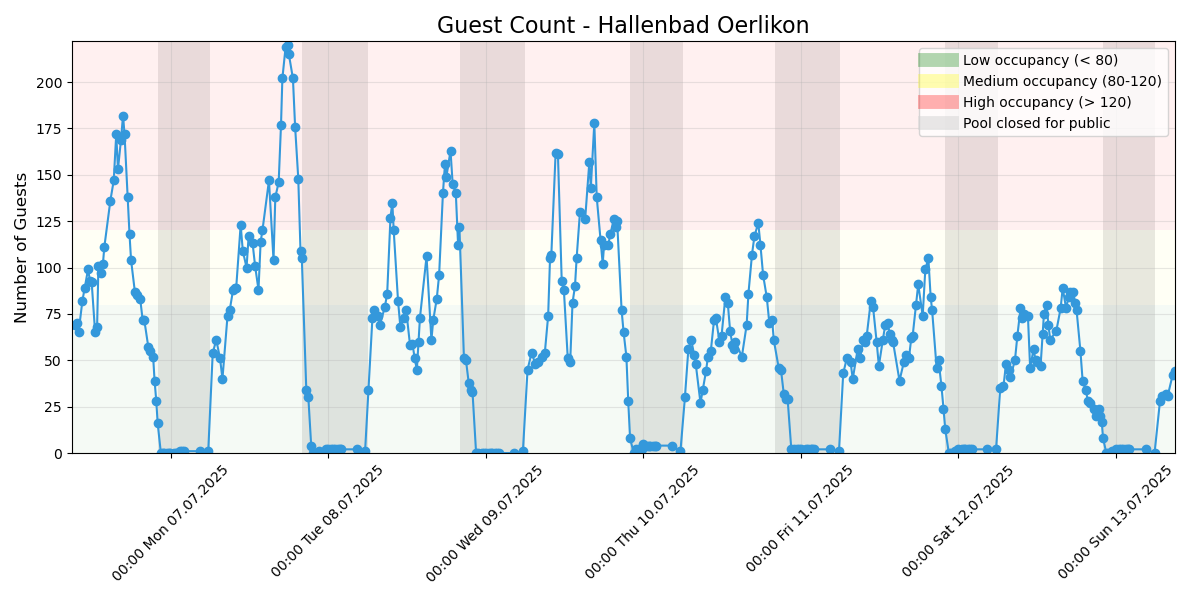 Guest Count - Hallenbad Oerlikon
Number of Guests
200
175
150
125
100
75
50
25
0
Low occupancy (< 80)
Medium occupancy (80-120)
High occupancy (> 120)
Pool closed for public
00:00 Mon 07.07.2025
00:00 Tue 08.07.2025
00:00 Wed 09.07.2025
00:00 Thu 10.07.2025
00:00 Fri 11.07.2025
00:00 Sat 12.07.2025
00:00 Sun 13.07.2025